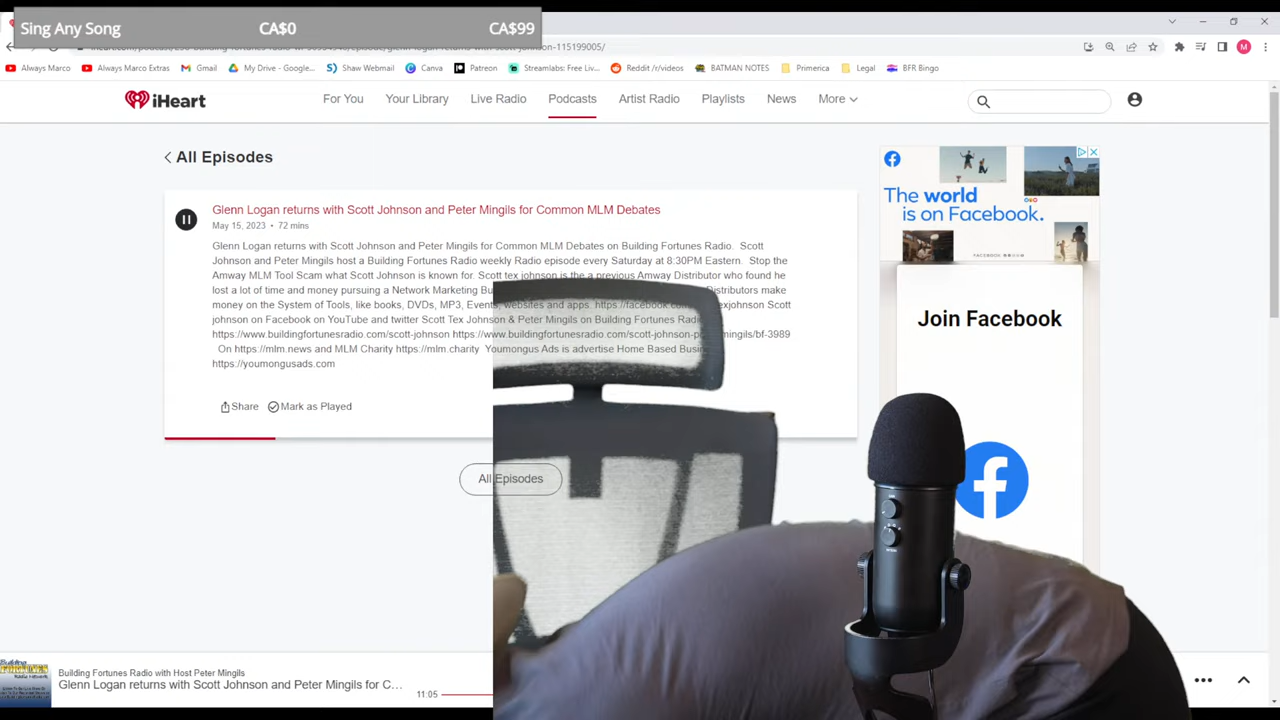 Sing Any Song CA$0 CA$99
Always Marco
Always Marco Extras
Gmail
My Drive - Google...
Shaw Webmail
Canva
Patreon
Streamlabs: Free Liv...
Reddit /r/videos
BATMAN NOTES
Primerica
Legal
BFR Bingo
M
iHeart
For You
Your Library
Live Radio
Podcasts
Artist Radio
Playlists
News
More
All Episodes
Glenn Logan returns with Scott Johnson and Peter Mingils for Common MLM Debates
May 15, 2023 • 72 mins
Glenn Logan returns with Scott Johnson and Peter Mingils for Common MLM Debates on Building Fortunes Radio. Scott
Johnson and Peter Mingils host a Building Fortunes Radio weekly Radio episode every Saturday at 8:30PM Eastern. Stop the
Amway MLM Tool Scam what Scott Johnson is known for. Scott tex johnson is the a previous Amway Distributor who found he
lost a lot of time and money pursuing a Network Marketing Distributors make
money on the System of Tools, like books, DVDs, MP3, Events, websites and apps. Scott
johnson on Facebook on YouTube and twitter Scott Tex Johnson & Peter Mingils on Building Fortunes
https://www.buildingfortunesradio.com/scott-johnson
On https://mlm.news and MLM Charity https://mlm.charity Youmongus Ads is advertise Home Based
https://youmongusads.com
Share
Mark as Played
All Episodes
The world
is on Facebook.
FACEBOOK
Join Facebook
Building Fortunes Radio with Host Peter Mingils
Glenn Logan returns with Scott Johnson and Peter Mingils for C...
11:05